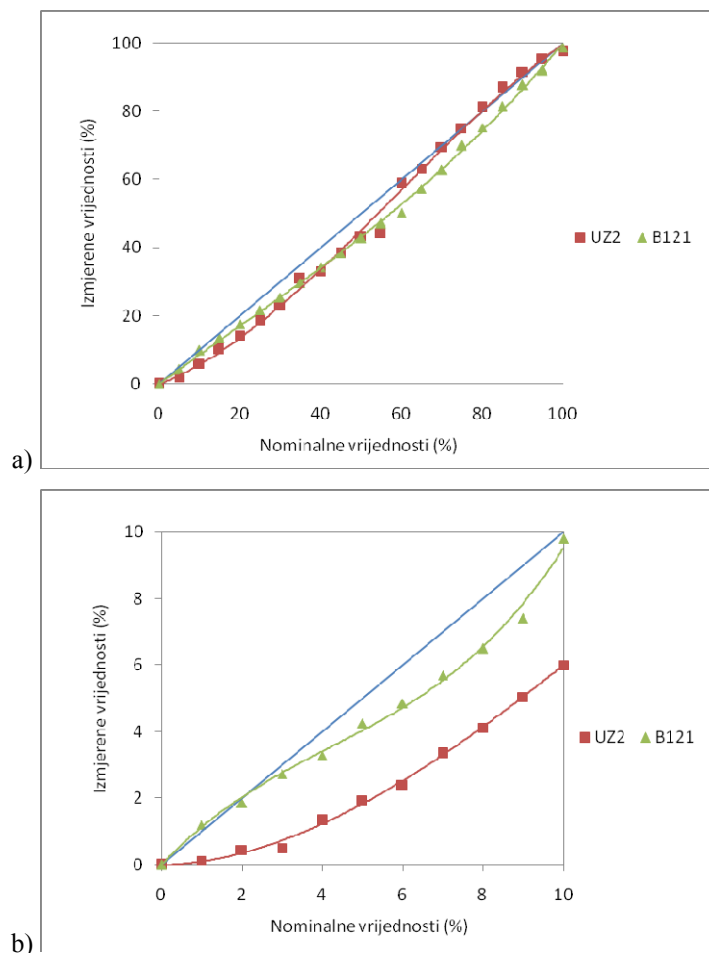 100
80
60
40
20
0
Izmjerene vrijednosti (%)
UZ2
B121
0 20 40 60 80 100
Nominalne vrijednosti (%)
a)
10
8
6
4
2
0
Izmjerene vrijednosti (%)
UZ2
B121
0 2 4 6 8 10
Nominalne vrijednosti (%)
b)